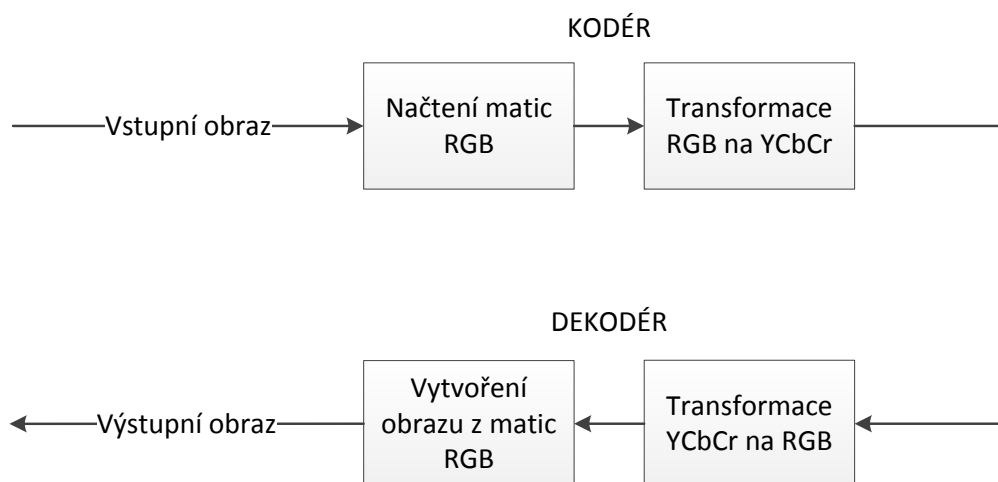 KODÉR
Vstupní obraz
Načtení matic
RGB
Transformace
RGB na YCbCr
DEKODÉR
Výstupní obraz
Vytvoření
obrazu z matic
RGB
Transformace
YCbCr na RGB